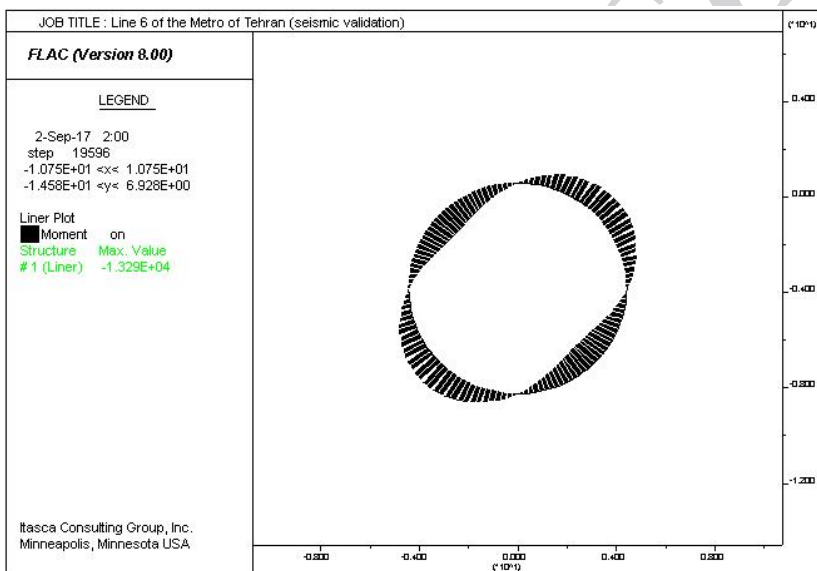 JOB TITLE : Line 6 of the Metro of Tehran (seismic validation)
(*10^1)
FLAC (Version 8.00)
LEGEND
2-Sep-17 2:00
step 19596
-1.075E+01 <x< 1.075E+01
-1.458E+01 <y< 6.928E+00
Liner Plot
Moment on
Structure Max. Value
# 1 (Liner) -1.329E+04
Itasca Consulting Group, Inc.
Minneapolis, Minnesota USA
0.400
0.000
-0.400
-0.800
-1.200
-0.800 -0.400 0.000 0.400 0.800
(*10^1)